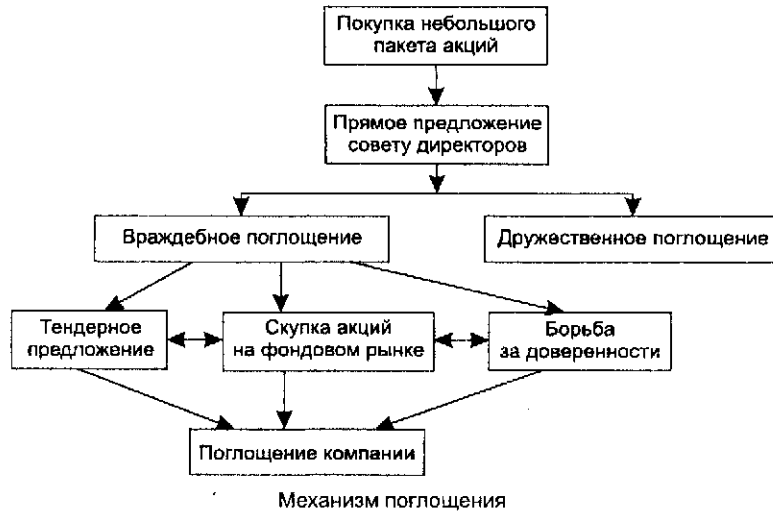 Покупка небольшого
пакета акций
Прямое предложение
совету директоров
Враждебное поглощение
Дружественное поглощение
Тендерное
предложение
Скупка акций
на фондовом рынке
Борьба
за доверенности
Поглощение компании
Механизм поглощения